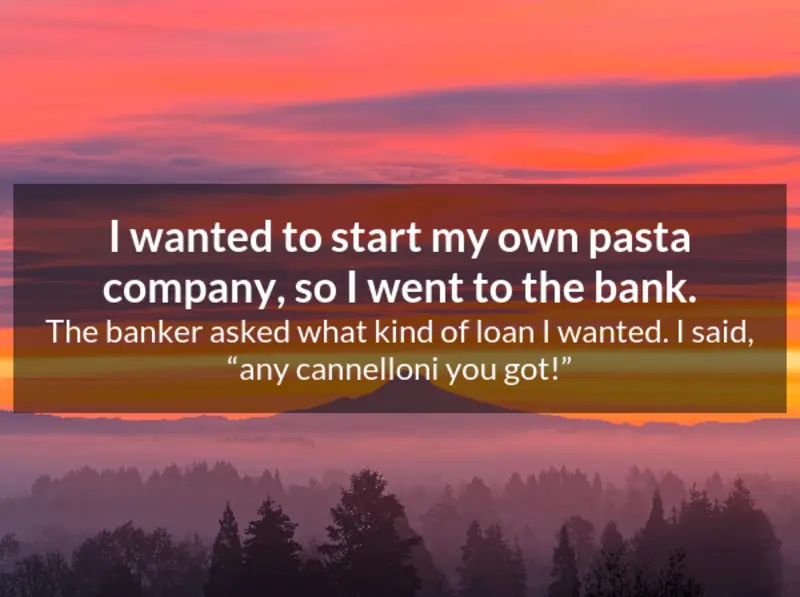 I wanted to start my own pasta
company, so I went to the bank.
The banker asked what kind of loan I wanted. I said,
“any cannelloni you got!”